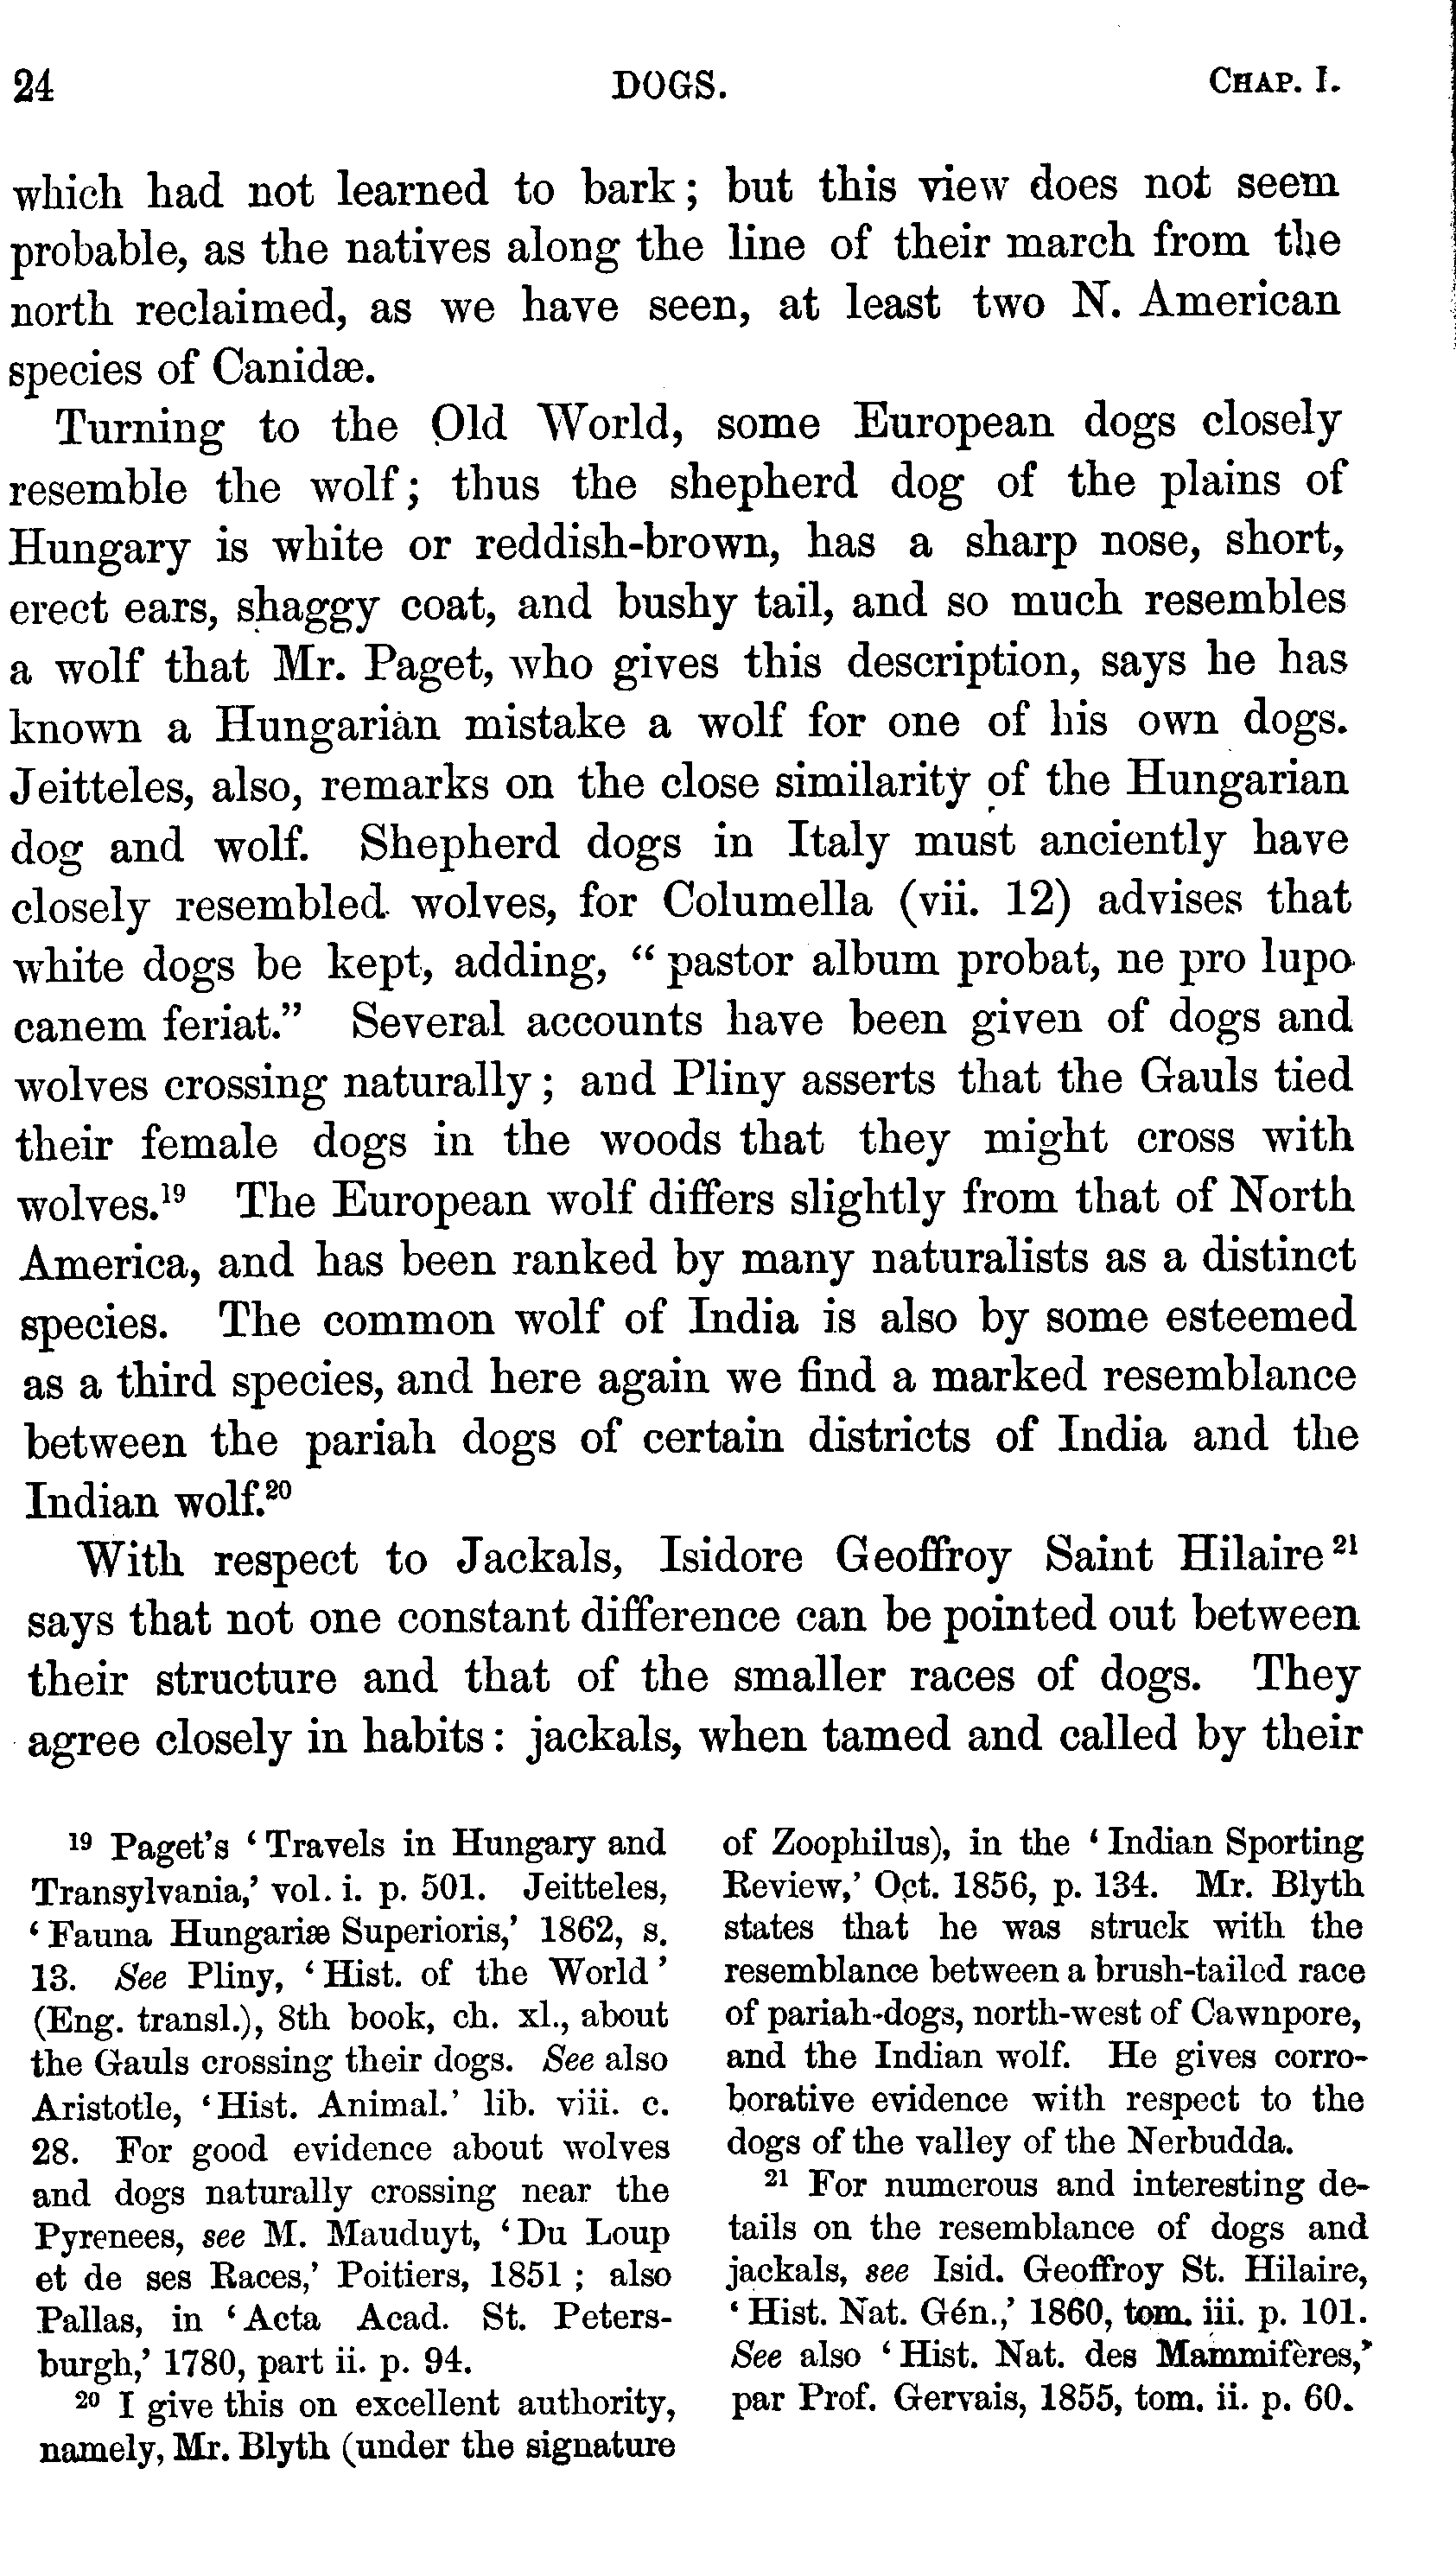 24 DOGS. CHAP. I.
which had not learned to bark; but this view does not seem
probable, as the natives along the line of their march from the
north reclaimed, as we have seen, at least two N. American
species of Canidæ.
Turning to the Old World, some European dogs closely
resemble the wolf; thus the shepherd dog of the plains of
Hungary is white or reddish-brown, has a sharp nose, short,
erect ears, shaggy coat, and bushy tail, and so much resembles
a wolf that Mr. Paget, who gives this description, says he has
known a Hungarian mistake a wolf for one of his own dogs.
Jeitteles, also, remarks on the close similarity of the Hungarian
dog and wolf. Shepherd dogs in Italy must anciently have
closely resembled wolves, for Columella (vii. 12) advises that
white dogs be kept, adding, “pastor album probat, ne pro lupo
canem feriat.” Several accounts have been given of dogs and
wolves crossing naturally; and Pliny asserts that the Gauls tied
their female dogs in the woods that they might cross with
wolves.¹⁹ The European wolf differs slightly from that of North
America, and has been ranked by many naturalists as a distinct
species. The common wolf of India is also by some esteemed
as a third species, and here again we find a marked resemblance
between the pariah dogs of certain districts of India and the
Indian wolf.²⁰
With respect to Jackals, Isidore Geoffroy Saint Hilaire²¹
says that not one constant difference can be pointed out between
their structure and that of the smaller races of dogs. They
agree closely in habits: jackals, when tamed and called by their
¹⁹ Paget's ‘Travels in Hungary and
Transylvania,’ vol. i. p. 501. Jeitteles,
‘Fauna Hungariæ Superioris,’ 1862, s.
13. See Pliny, ‘Hist. of the World’
(Eng. transl.), 8th book, ch. xl., about
the Gauls crossing their dogs. See also
Aristotle, ‘Hist. Animal.’ lib. viii. c.
28. For good evidence about wolves
and dogs naturally crossing near the
Pyrenees, see M. Mauduyt, ‘Du Loup
et de ses Races,’ Poitiers, 1851; also
Pallas, in ‘Acta Acad. St. Peters-
burgh,’ 1780, part ii. p. 94.
²⁰ I give this on excellent authority,
namely, Mr. Blyth (under the signature
of Zoophilus), in the ‘Indian Sporting
Review,’ Oct. 1856, p. 134. Mr. Blyth
states that he was struck with the
resemblance between a brush-tailed race
of pariah-dogs, north-west of Cawnpore,
and the Indian wolf. He gives corro-
borative evidence with respect to the
dogs of the valley of the Nerbudda.
²¹ For numerous and interesting de-
tails on the resemblance of dogs and
jackals, see Isid. Geoffroy St. Hilaire,
‘Hist. Nat. Gén.,’ 1860, tom. iii. p. 101.
See also ‘Hist. Nat. des Mammifères,’
par Prof. Gervais, 1855, tom. ii. p. 60.